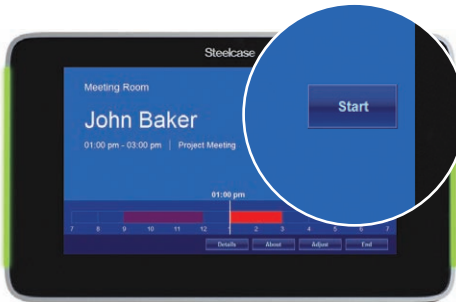 Steelcase
Meeting Room
John Baker
01:00 pm - 03:00 pm | Project Meeting
Start
01:00 pm
7 8 9 10 11 12 1 2 3 4 5 6 7
Details About Adjust End